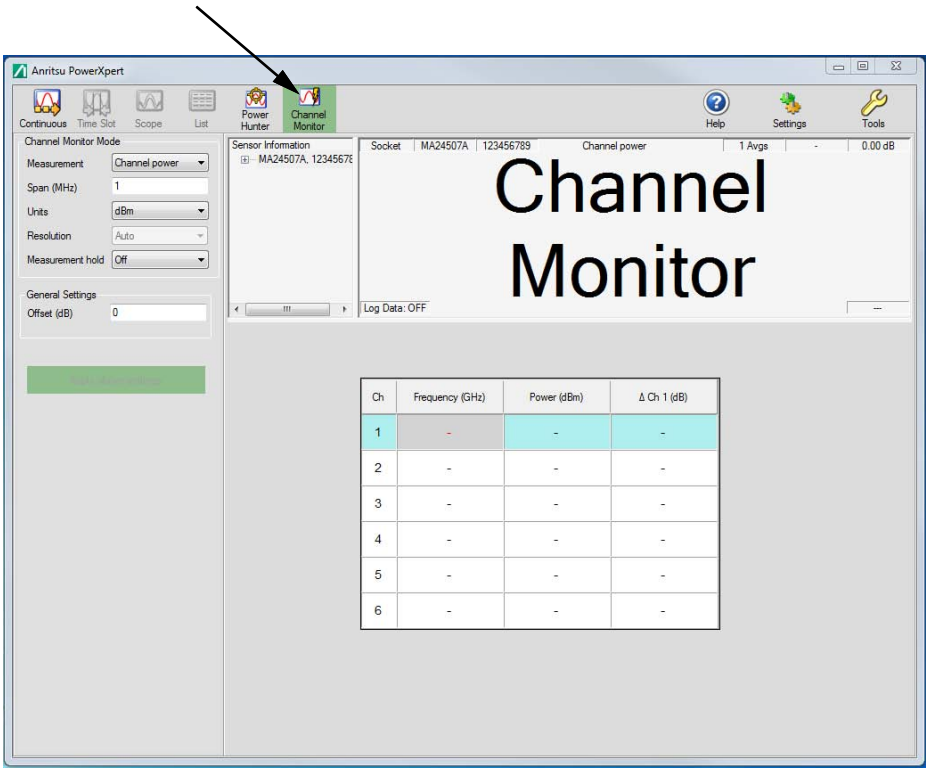 Anritsu PowerXpert
Continuous Time Slot Scope List Power Hunter Channel Monitor Help Settings Tools
Channel Monitor Mode
Measurement Channel power
Span (MHz) 1
Units dBm
Resolution Auto
Measurement hold Off
General Settings
Offset (dB) 0
Sensor Information
MA24507A, 12345678
Socket MA24507A 123456789 Channel power 1 Avgs - 0.00 dB
Channel
Monitor
Log Data: OFF ---
Ch Frequency (GHz) Power (dBm) Δ Ch 1 (dB)
1 - - -
2 - - -
3 - - -
4 - - -
5 - - -
6 - - -